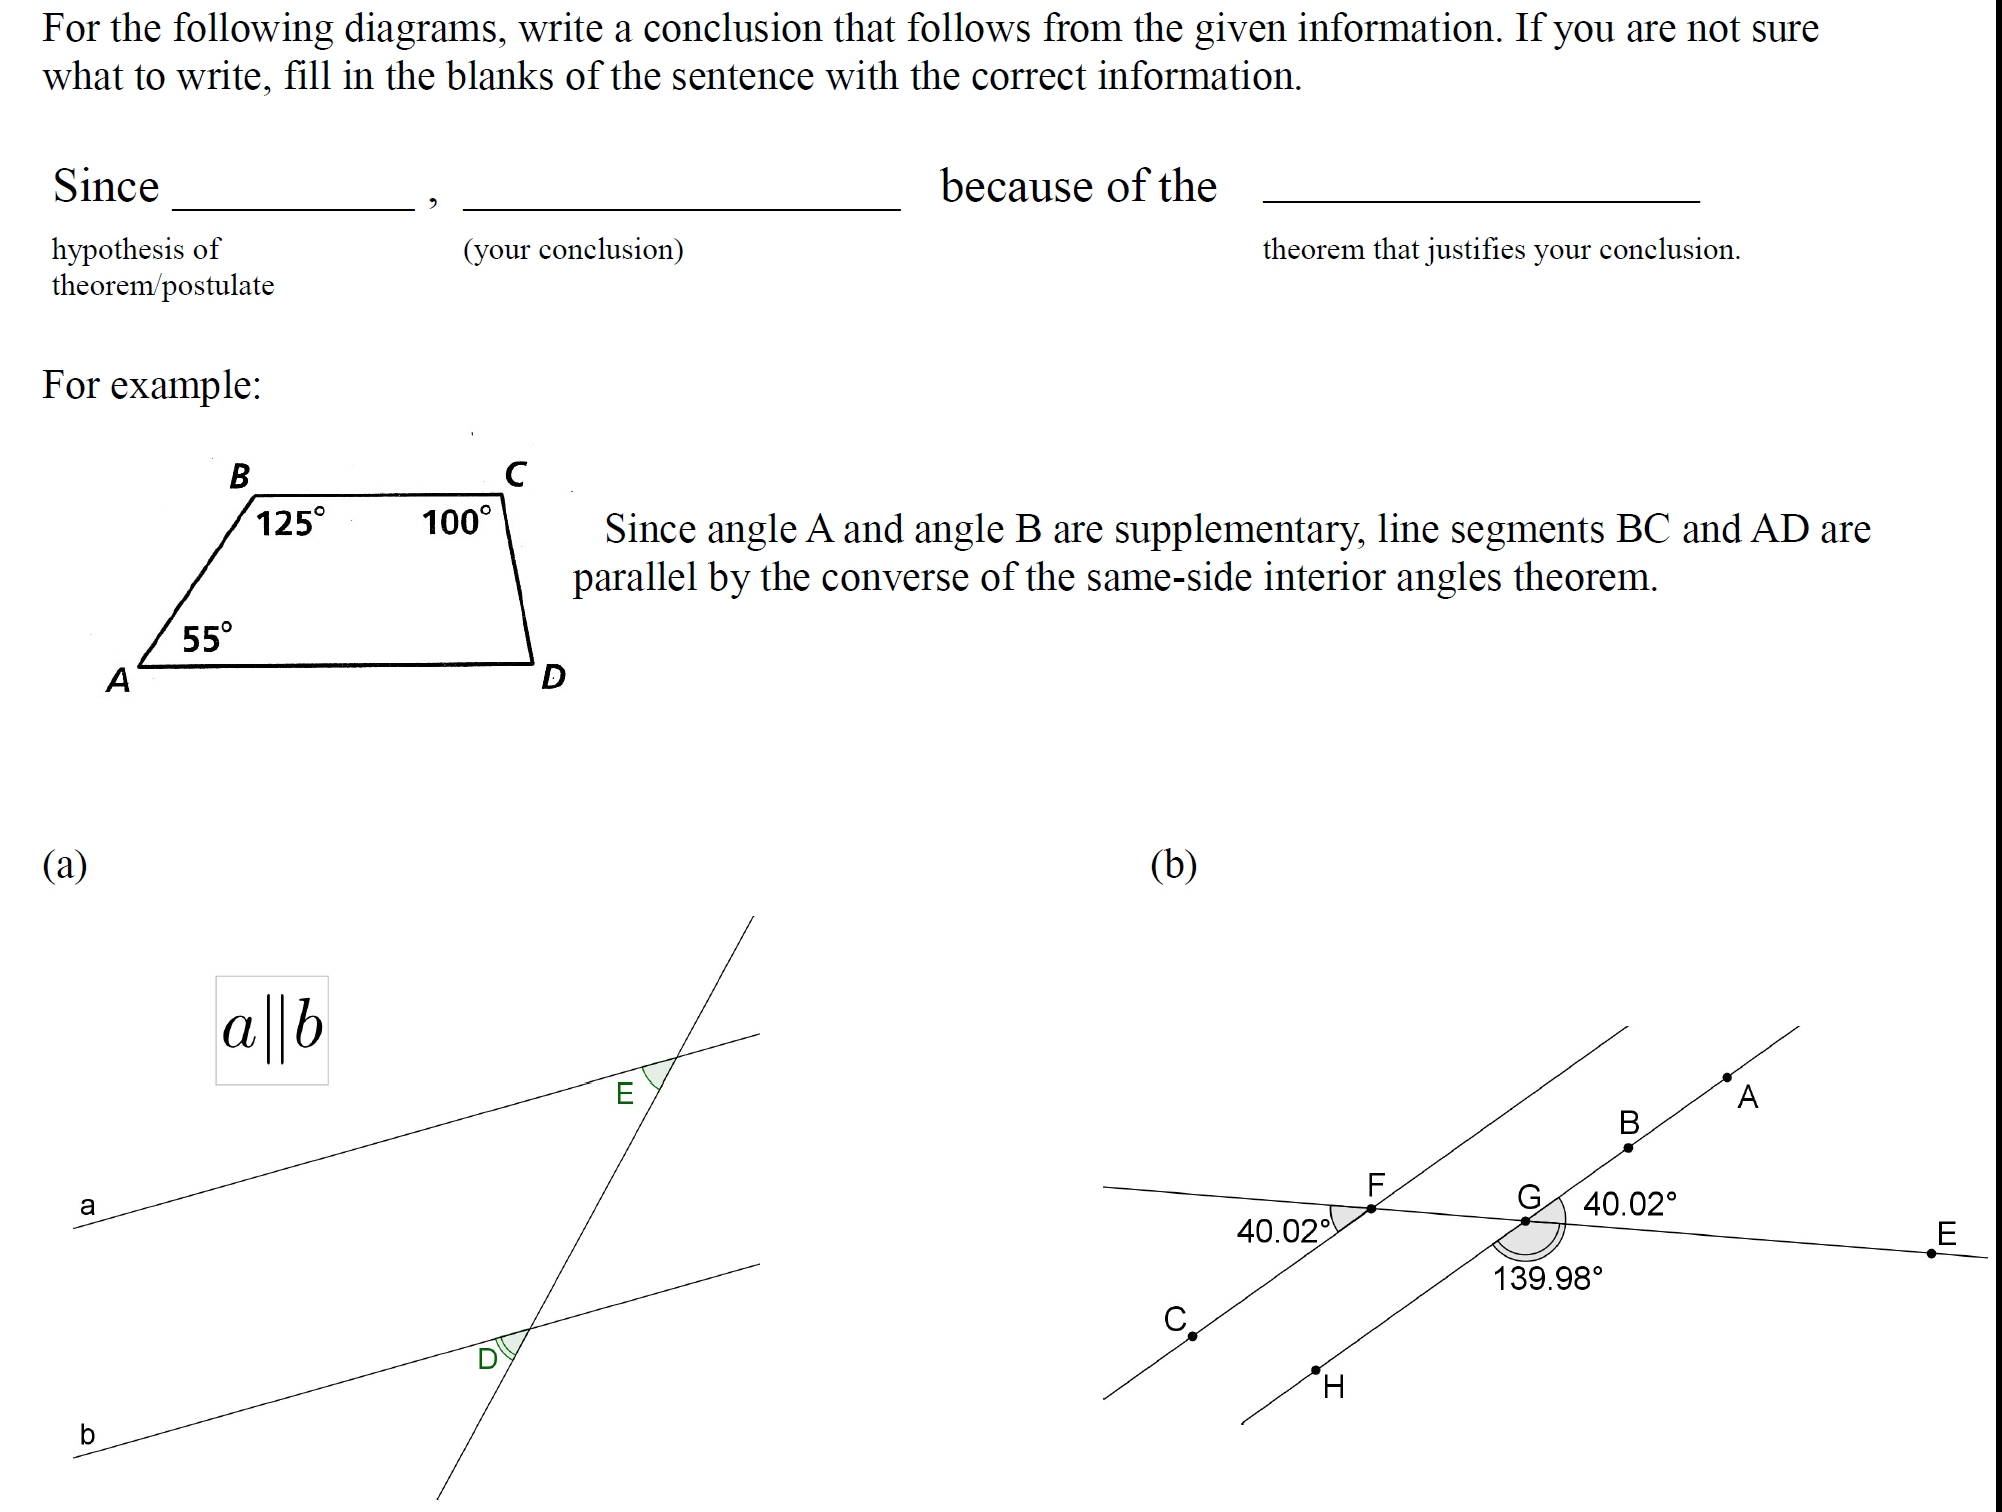 For the following diagrams, write a conclusion that follows from the given information. If you are not sure
what to write, fill in the blanks of the sentence with the correct information.
Since ____________ , ____________________ because of the ____________________
hypothesis of (your conclusion) theorem that justifies your conclusion.
theorem/postulate
For example:
B C
125° 100°
Since angle A and angle B are supplementary, line segments BC and AD are
parallel by the converse of the same-side interior angles theorem.
55°
A D
(a) (b)
a||b
E
a
D
b
A
B
F
G 40.02°
40.02°
E
139.98°
C
H